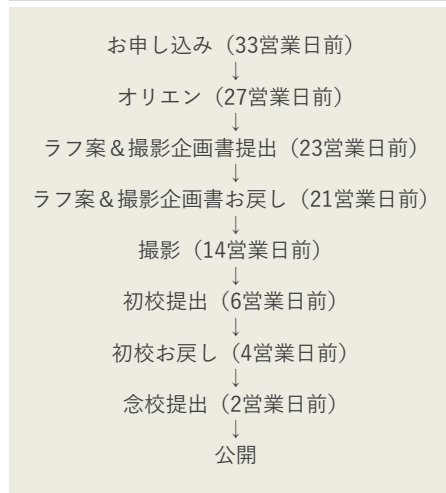 お申し込み（33営業日前）
↓
オリエン（27営業日前）
↓
ラフ案＆撮影企画書提出（23営業日前）
↓
ラフ案＆撮影企画書お戻し（21営業日前）
↓
撮影（14営業日前）
↓
初校提出（6営業日前）
↓
初校お戻し（4営業日前）
↓
念校提出（2営業日前）
↓
公開